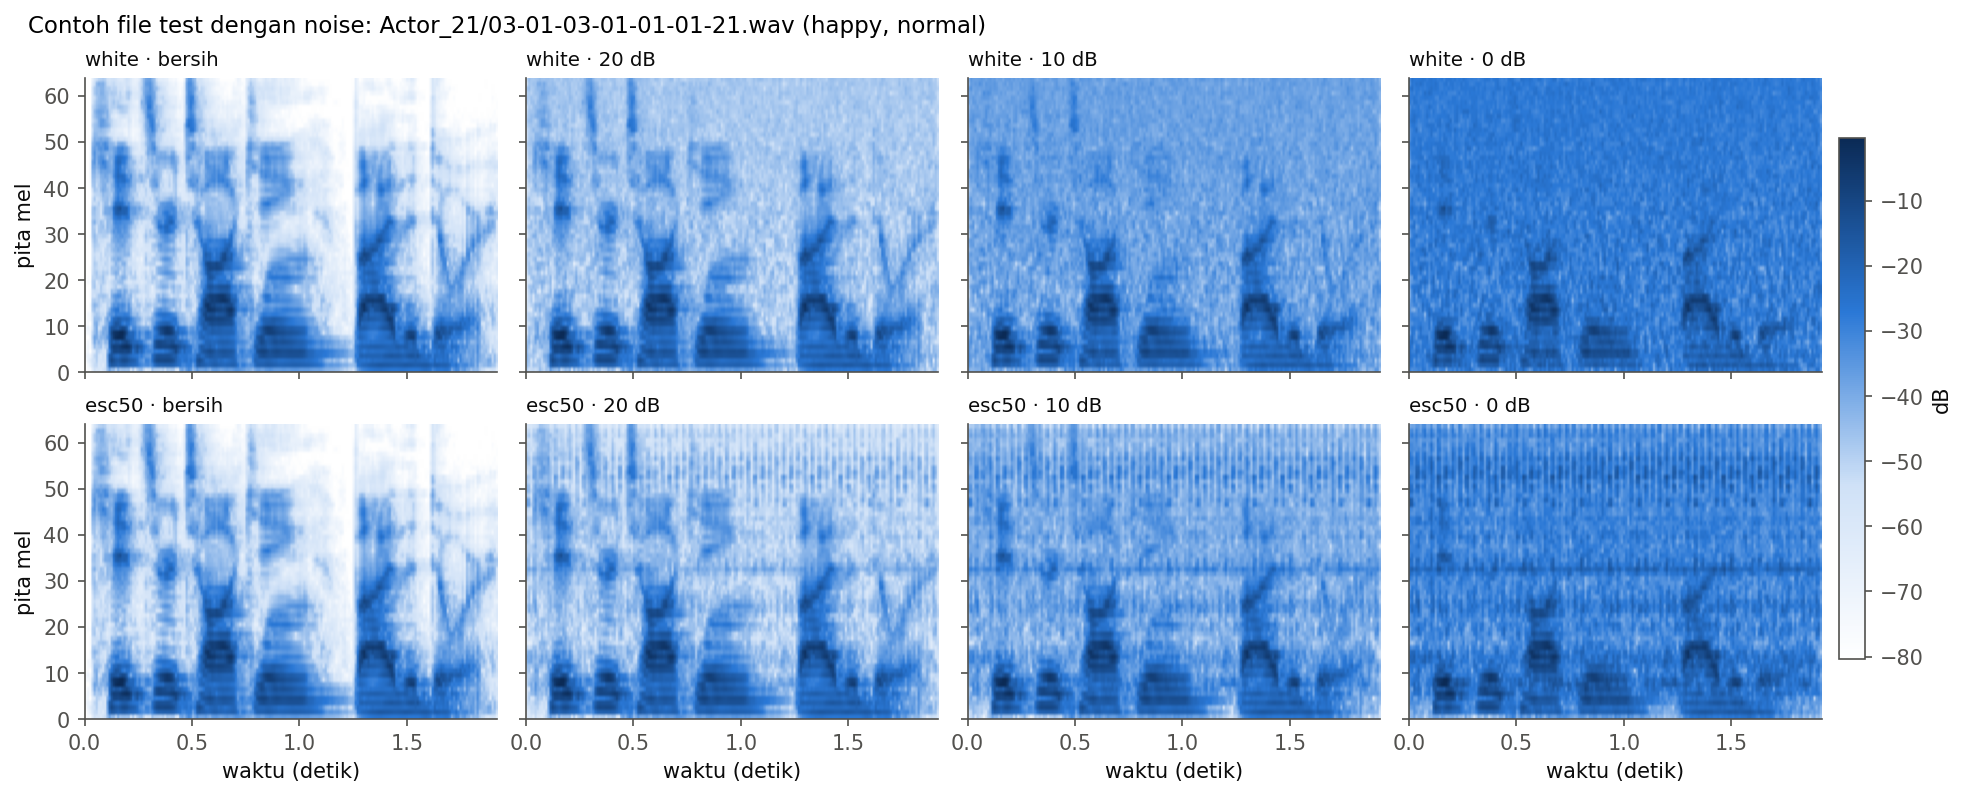 Contoh file test dengan noise: Actor_21/03-01-03-01-01-01-21.wav (happy, normal)
white · bersih
white · 20 dB
white · 10 dB
white · 0 dB
pita mel
60
50
40
30
20
10
0
esc50 · bersih
esc50 · 20 dB
esc50 · 10 dB
esc50 · 0 dB
pita mel
60
50
40
30
20
10
0
0.0 0.5 1.0 1.5
waktu (detik)
0.0 0.5 1.0 1.5
waktu (detik)
0.0 0.5 1.0 1.5
waktu (detik)
0.0 0.5 1.0 1.5
waktu (detik)
−10
−20
−30
−40
−50
−60
−70
−80
dB